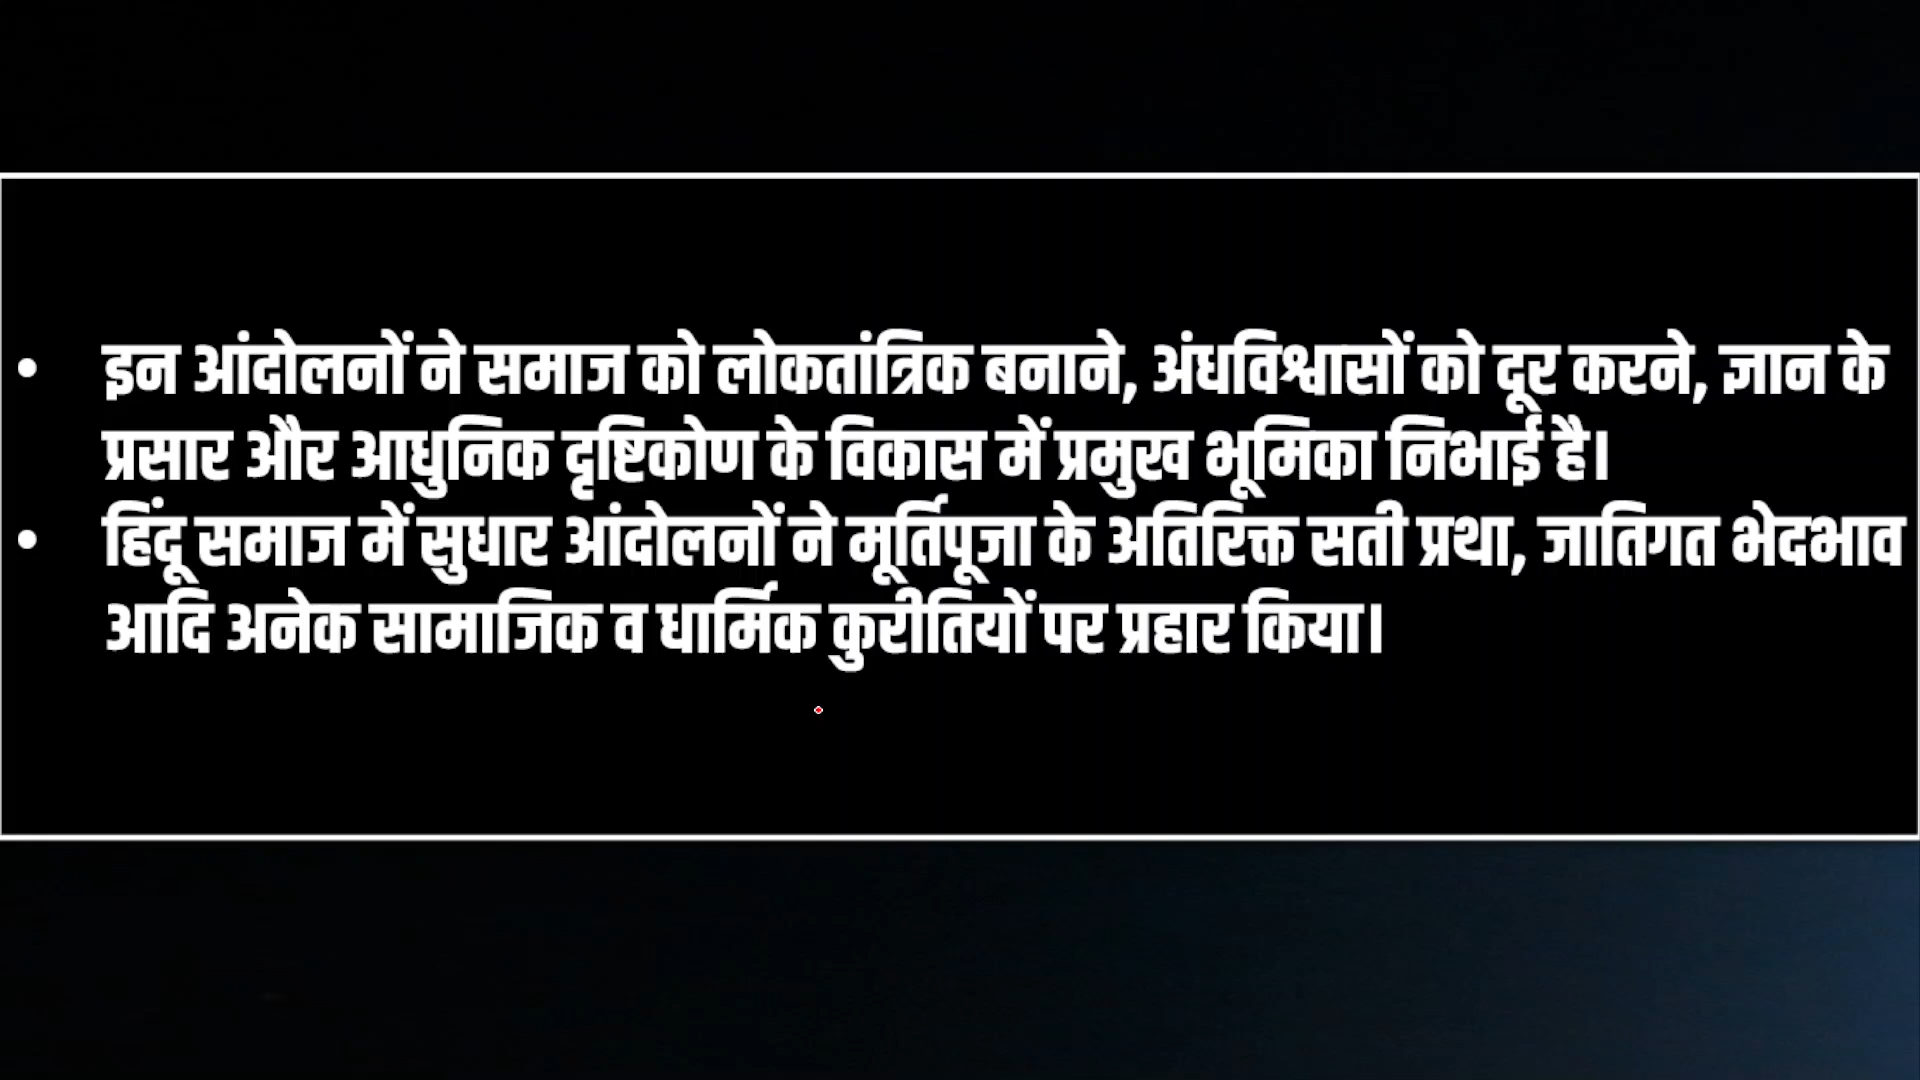 • इन आंदोलनों ने समाज को लोकतांत्रिक बनाने, अंधविश्वासों को दूर करने, ज्ञान के
प्रसार और आधुनिक दृष्टिकोण के विकास में प्रमुख भूमिका निभाई है।
• हिंदू समाज में सुधार आंदोलनों ने मूर्तिपूजा के अतिरिक्त सती प्रथा, जातिगत भेदभाव
आदि अनेक सामाजिक व धार्मिक कुरीतियों पर प्रहार किया।